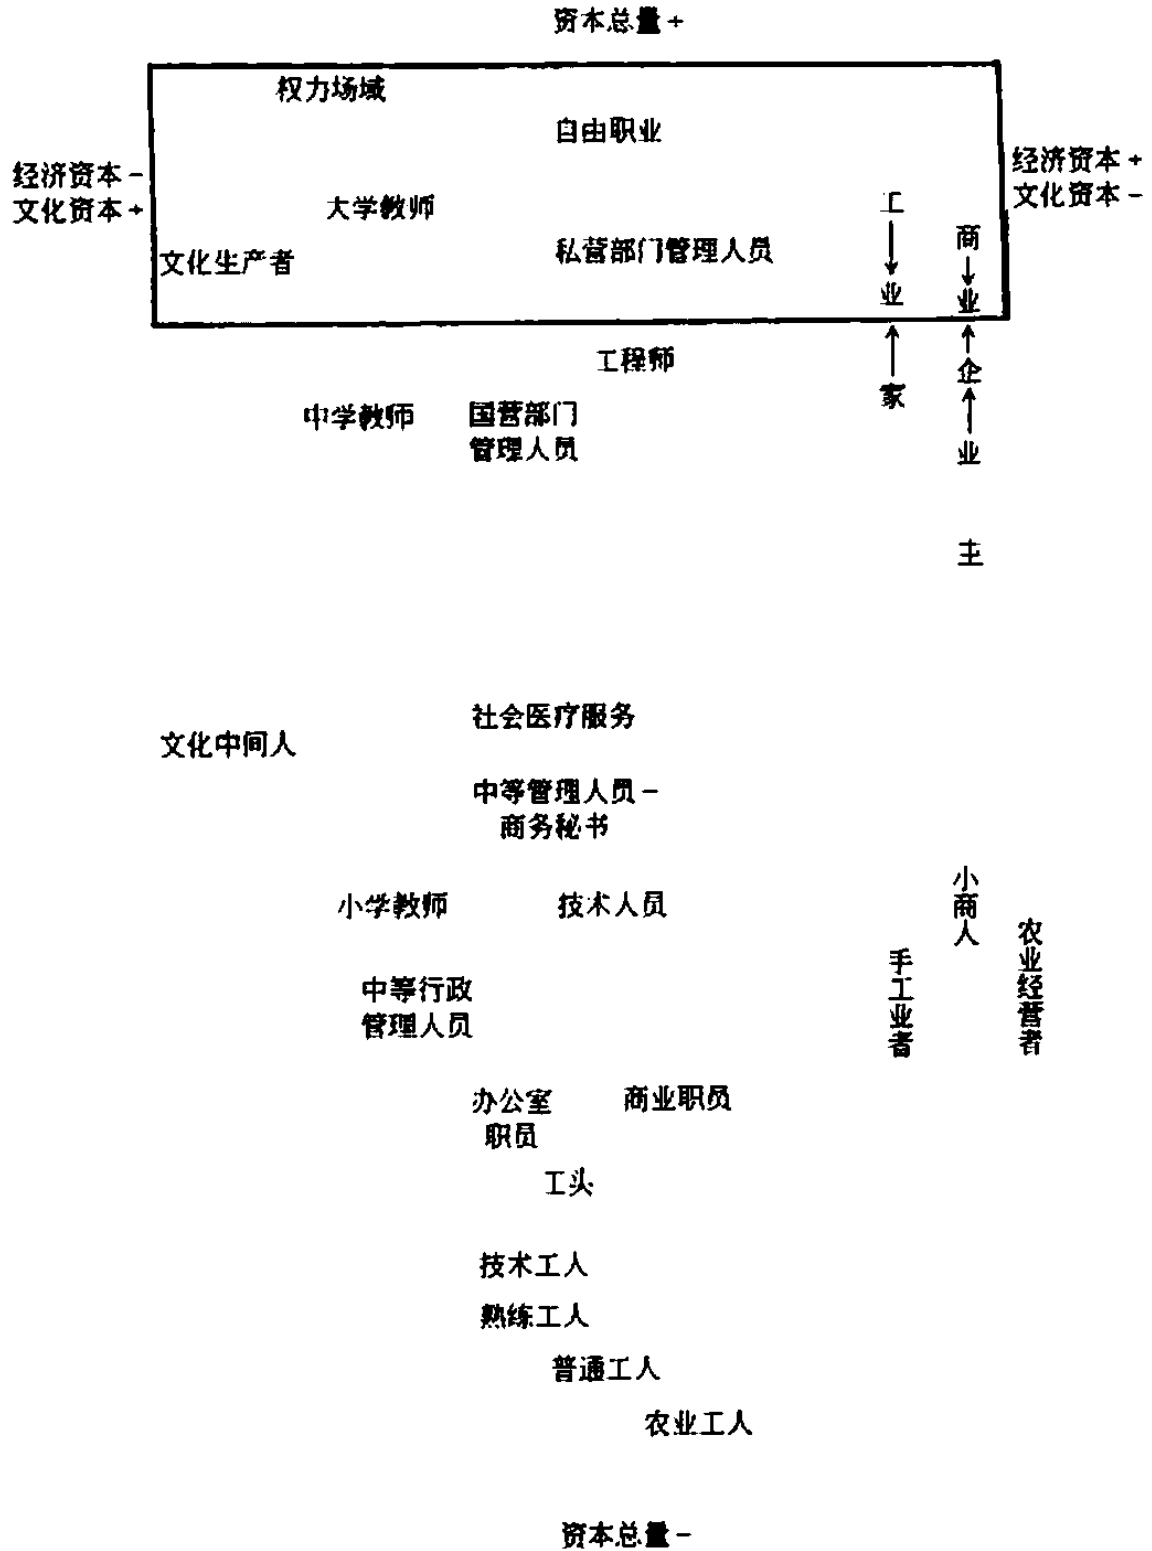 资本总量+
权力场域
自由职业
经济资本-
文化资本+
经济资本+
文化资本-
大学教师
文化生产者
私营部门管理人员
工业家
商业企业主
工程师
中学教师
国营部门
管理人员
社会医疗服务
文化中间人
中等管理人员-
商务秘书
小学教师
技术人员
小商人
农业经营者
手工业者
中等行政
管理人员
办公室
职员
商业职员
工头
技术工人
熟练工人
普通工人
农业工人
资本总量-